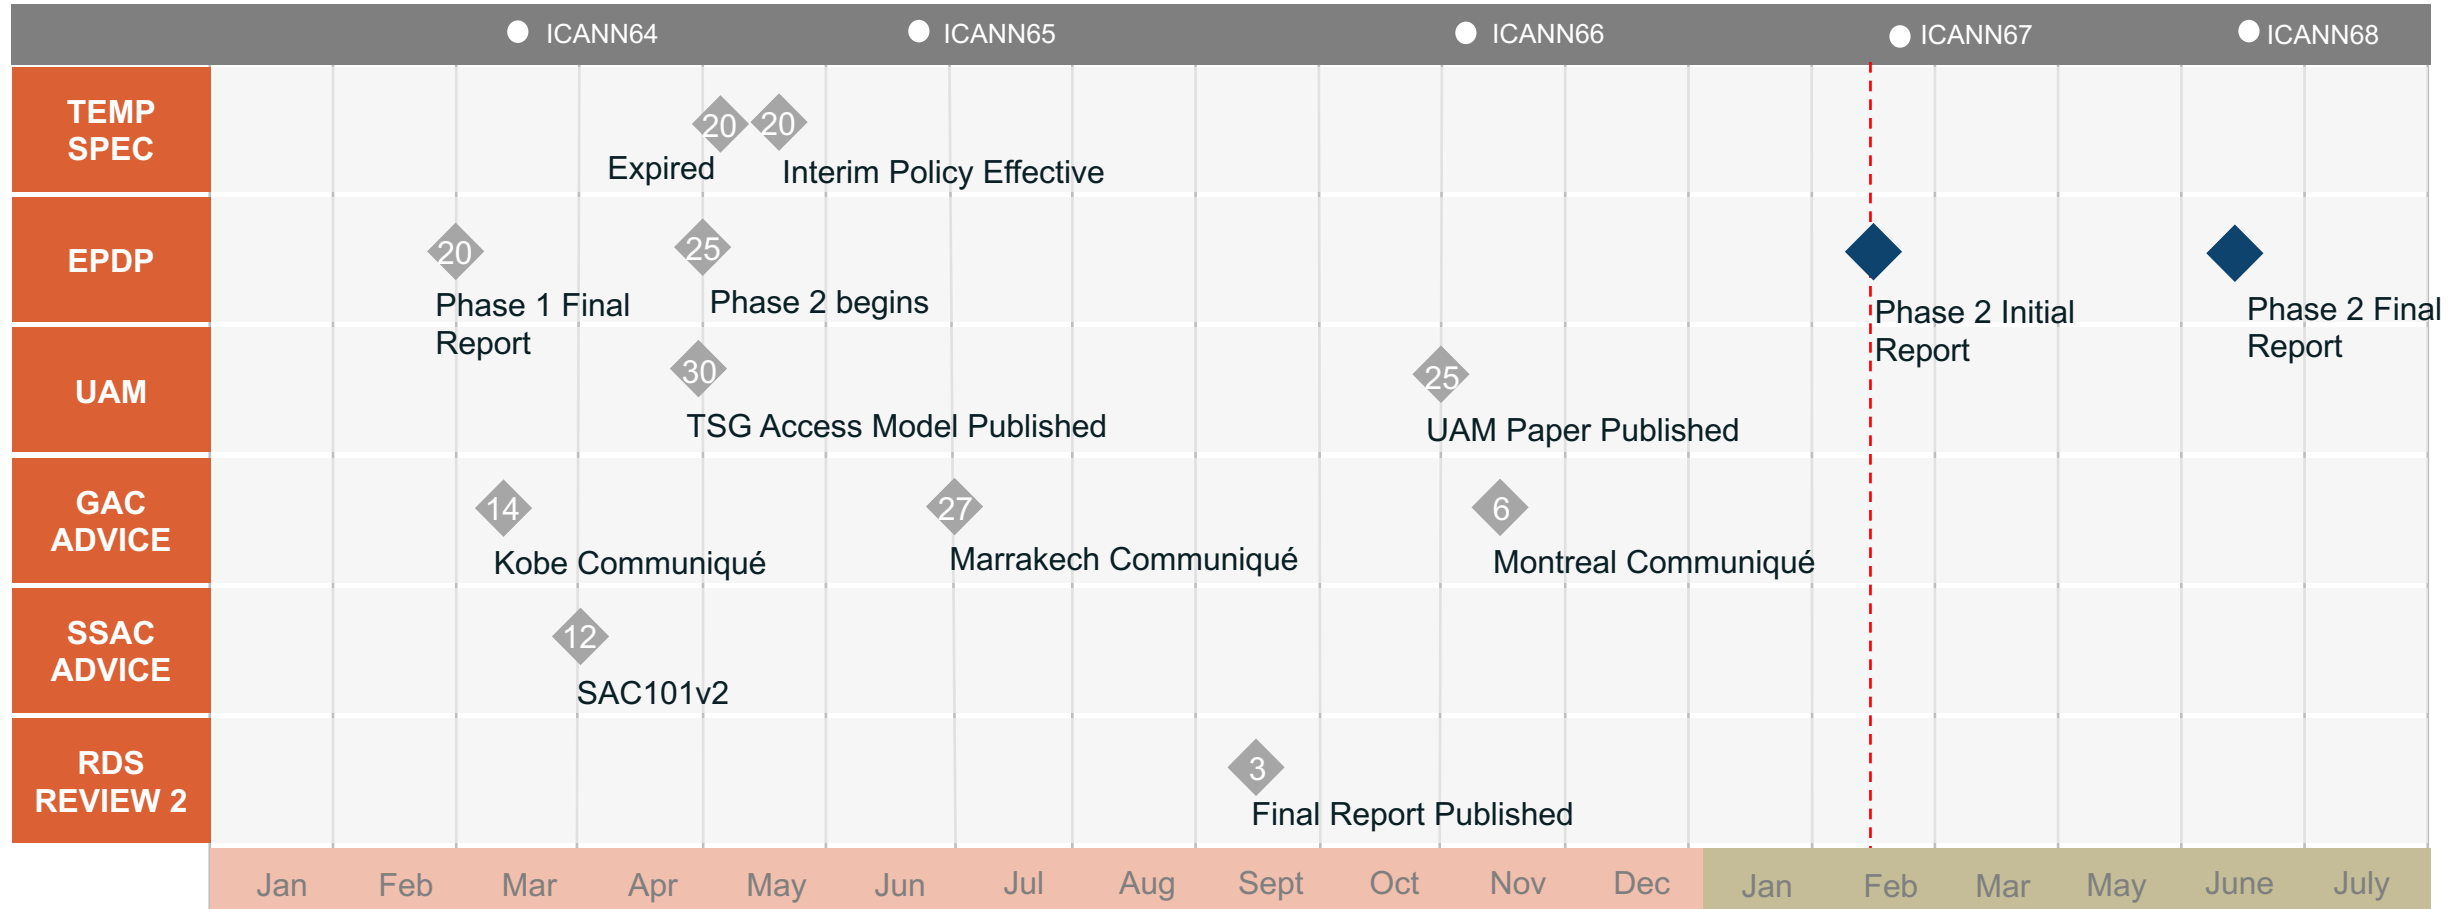 ICANN64
ICANN65
ICANN66
ICANN67
ICANN68
TEMP
SPEC
20
20
Expired
Interim Policy Effective
EPDP
20
25
Phase 1 Final
Report
Phase 2 begins
Phase 2 Initial
Report
Phase 2 Final
Report
UAM
30
25
TSG Access Model Published
UAM Paper Published
GAC
ADVICE
14
27
6
Kobe Communiqué
Marrakech Communiqué
Montreal Communiqué
SSAC
ADVICE
12
SAC101v2
RDS
REVIEW 2
3
Final Report Published
Jan
Feb
Mar
Apr
May
Jun
Jul
Aug
Sept
Oct
Nov
Dec
Jan
Feb
Mar
May
June
July